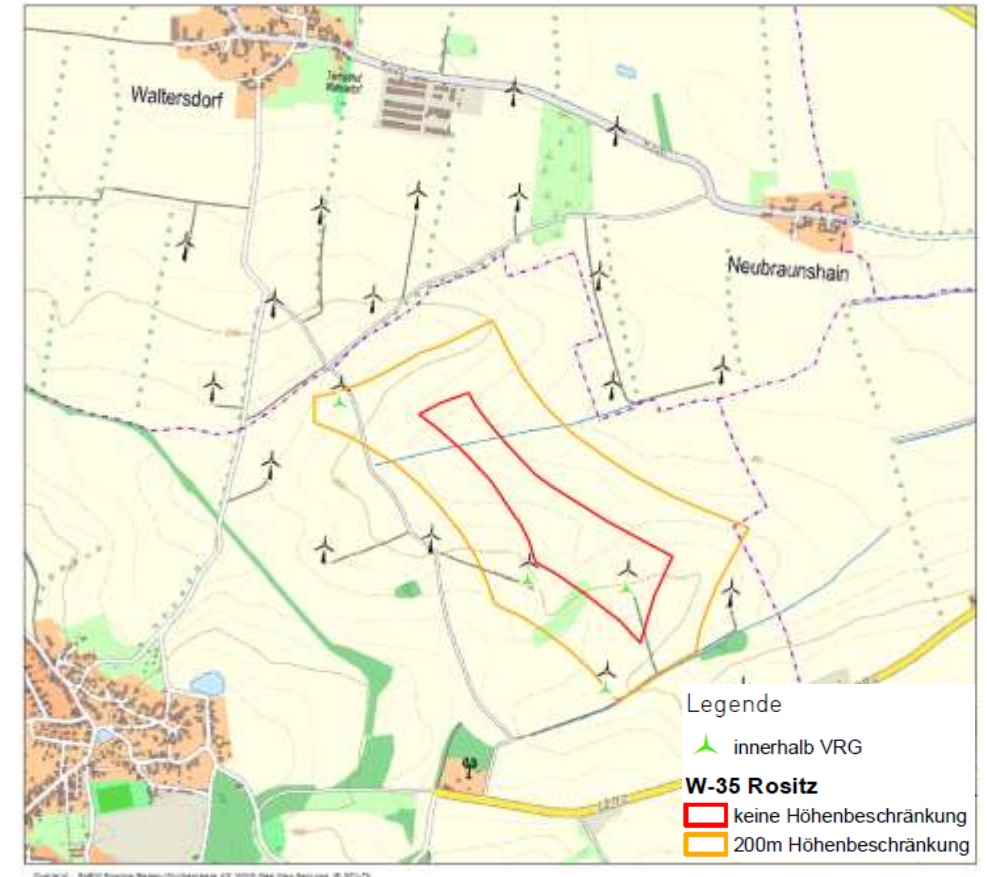 Waltersdorf
Neubraunshain
Legende
innerhalb VRG
W-35 Rositz
keine Höhenbeschränkung
200m Höhenbeschränkung